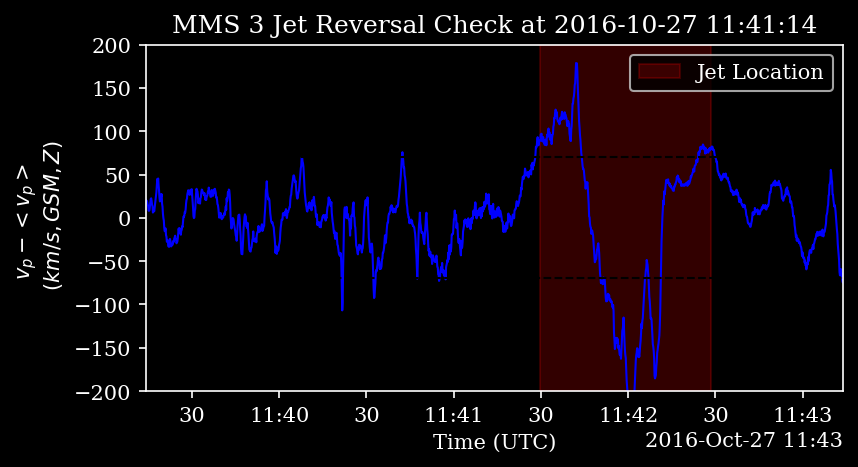 MMS 3 Jet Reversal Check at 2016-10-27 11:41:14
Jet Location
200
150
100
50
0
−50
−100
−150
−200
v_p − < v_p >
(km/s, GSM, Z)
30 11:40 30 11:41 30 11:42 30 11:43
Time (UTC)
2016-Oct-27 11:43